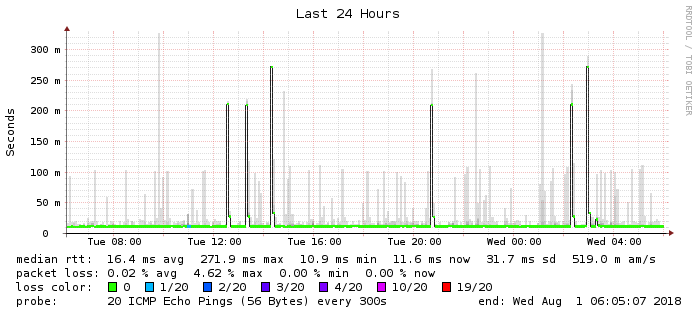 Last 24 Hours
RRDTOOL / TOBI OETIKER
Seconds
300 m
250 m
200 m
150 m
100 m
50 m
0
Tue 08:00 Tue 12:00 Tue 16:00 Tue 20:00 Wed 00:00 Wed 04:00
median rtt: 16.4 ms avg 271.9 ms max 10.9 ms min 11.6 ms now 31.7 ms sd 519.0 m am/s
packet loss: 0.02 % avg 4.62 % max 0.00 % min 0.00 % now
loss color: 0 1/20 2/20 3/20 4/20 10/20 19/20
probe: 20 ICMP Echo Pings (56 Bytes) every 300s end: Wed Aug 1 06:05:07 2018